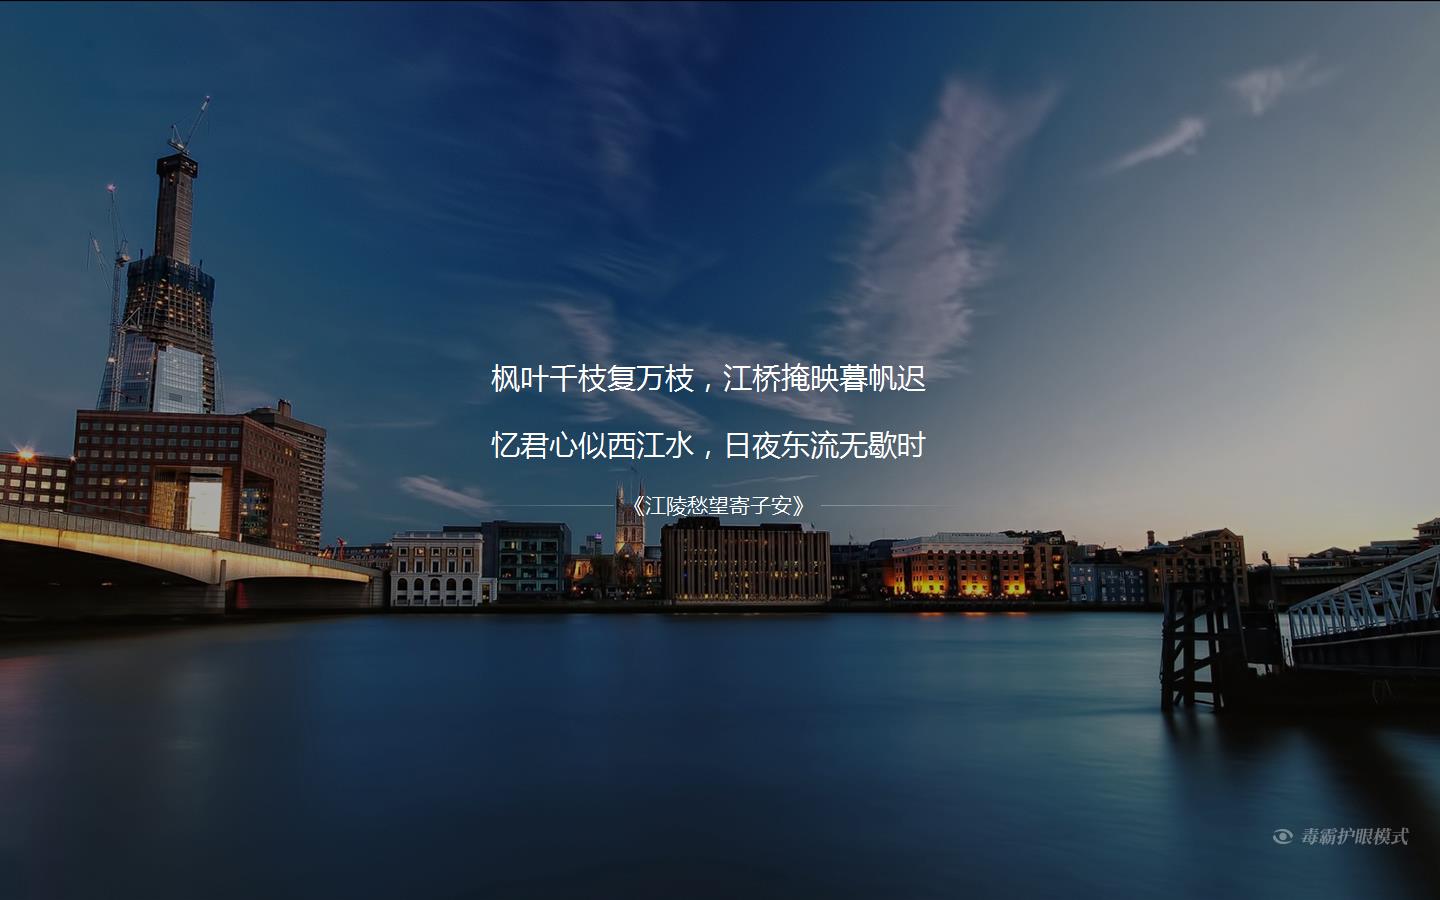 枫叶千枝复万枝，江桥掩映暮帆迟
忆君心似西江水，日夜东流无歇时
《江陵愁望寄子安》
毒霸护眼模式